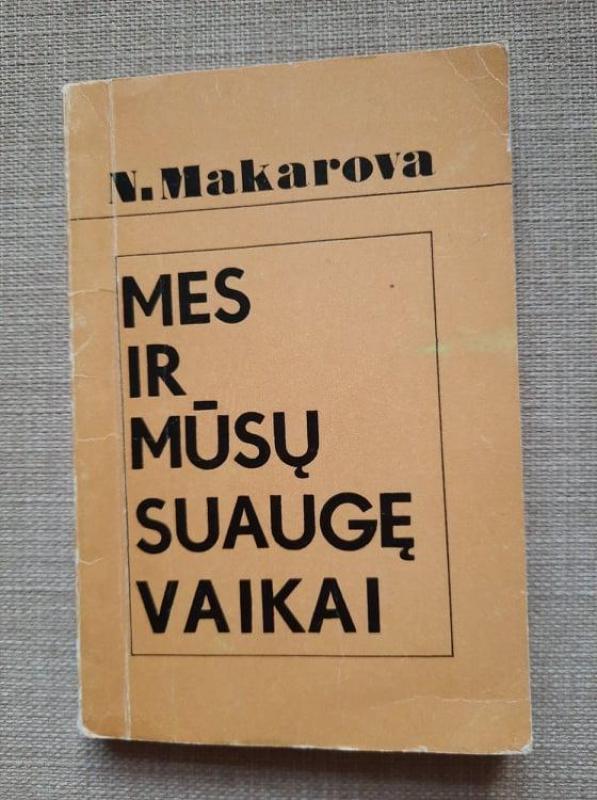 N.Makarova
MES
IR
MŪSŲ
SUAUGĘ
VAIKAI